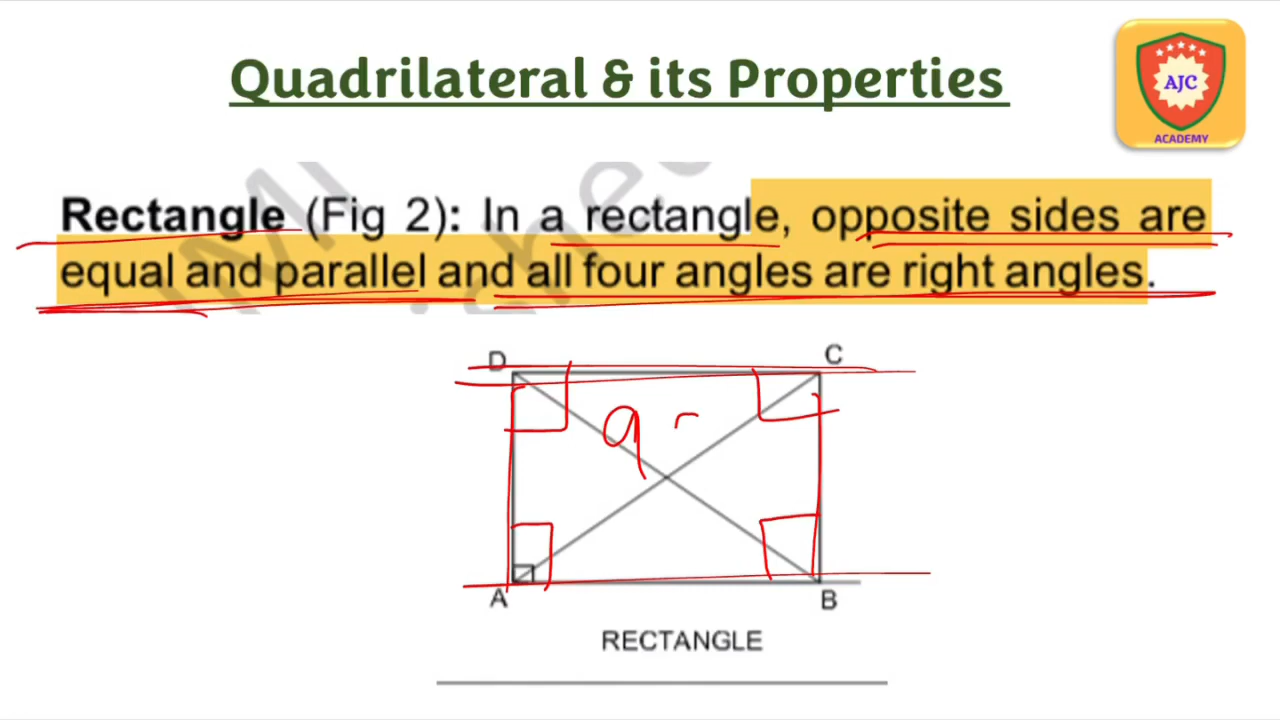 Quadrilateral & its Properties
AJC
ACADEMY
Rectangle (Fig 2): In a rectangle, opposite sides are
equal and parallel and all four angles are right angles.
D
C
9
A
B
RECTANGLE